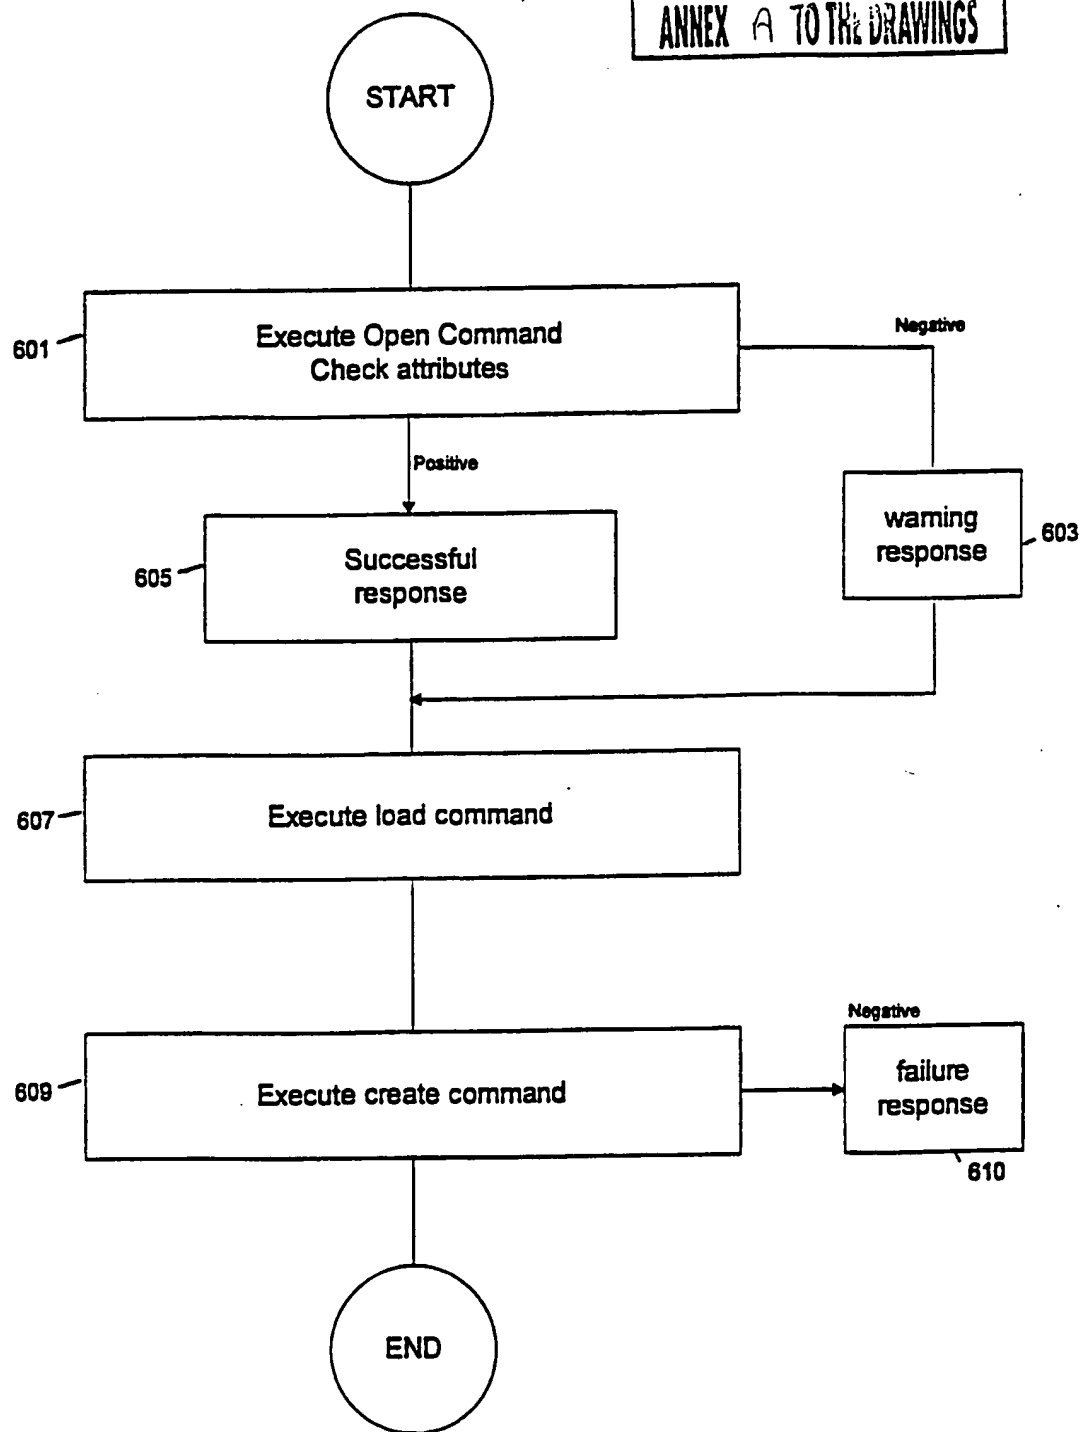 ANNEX A TO THE DRAWINGS
START
601
Execute Open Command
Check attributes
Negative
Positive
605
Successful
response
warning
response
603
607
Execute load command
609
Execute create command
Negative
failure
response
610
END